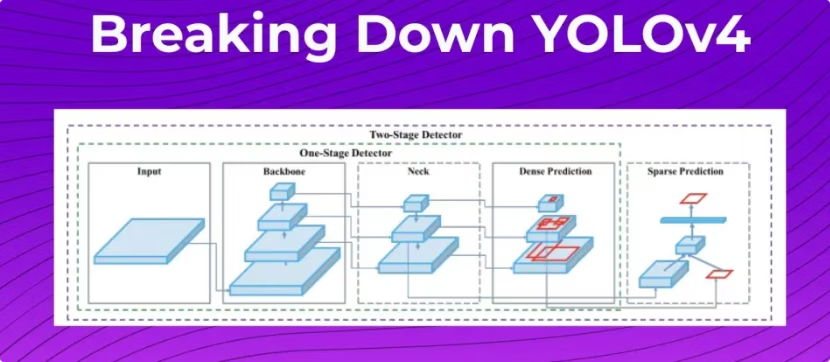 Breaking Down YOLOv4
Two-Stage Detector
One-Stage Detector
Input
Backbone
Neck
Dense Prediction
Sparse Prediction